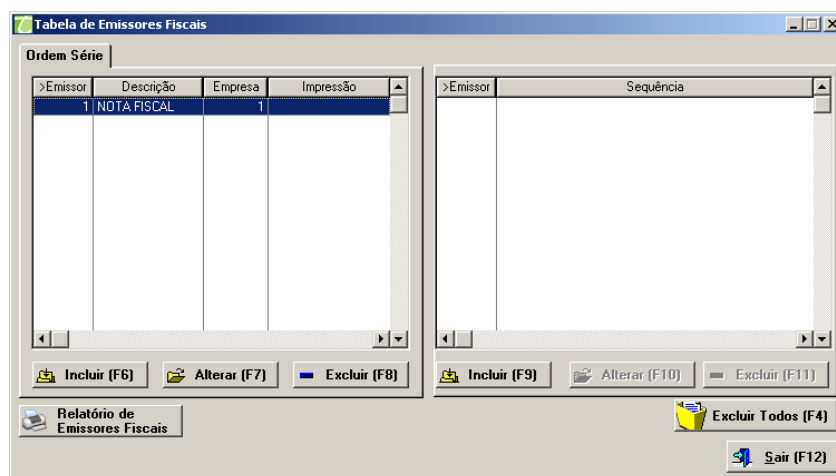 Tabela de Emissores Fiscais
Ordem Série
>Emissor Descrição Empresa Impressão
1 NOTA FISCAL 1
>Emissor Sequência
Incluir (F6) Alterar (F7) Excluir (F8)
Incluir (F9) Alterar (F10) Excluir (F11)
Relatório de
Emissores Fiscais
Excluir Todos (F4)
Sair (F12)